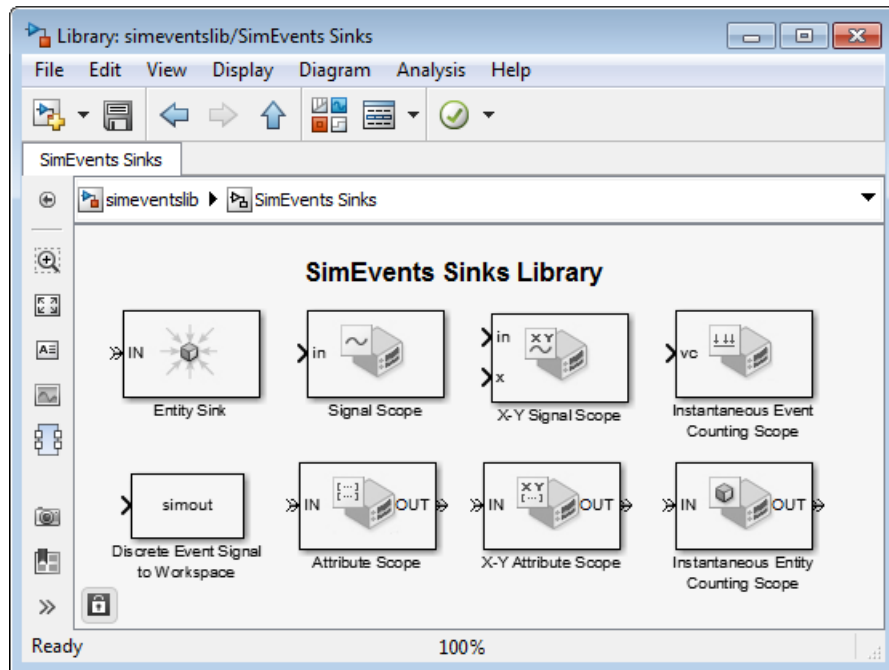 Library: simeventslib/SimEvents Sinks
File Edit View Display Diagram Analysis Help
SimEvents Sinks
simeventslib SimEvents Sinks
SimEvents Sinks Library
IN
Entity Sink
in
Signal Scope
in
x
XY
X-Y Signal Scope
vc
Instantaneous Event
Counting Scope
simout
Discrete Event Signal
to Workspace
IN [...] OUT
Attribute Scope
IN XY [...] OUT
X-Y Attribute Scope
IN OUT
Instantaneous Entity
Counting Scope
Ready 100%